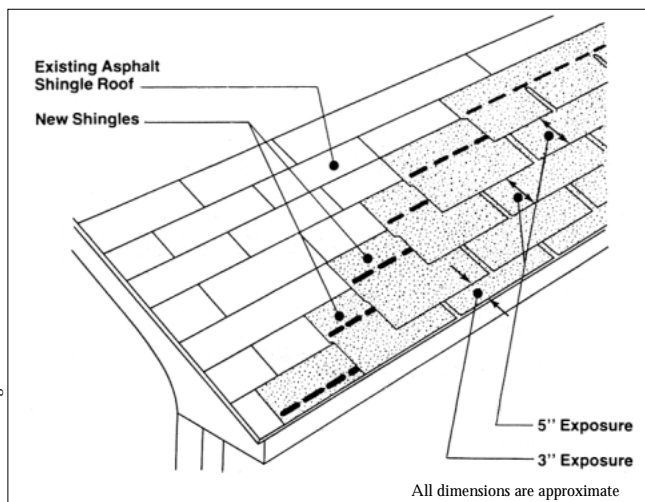 Existing Asphalt
Shingle Roof
New Shingles
5'' Exposure
3'' Exposure
All dimensions are approximate